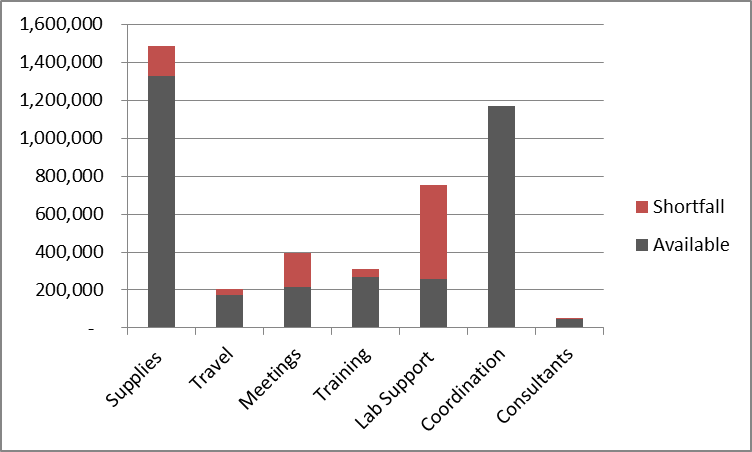 1,600,000
1,400,000
1,200,000
1,000,000
800,000
600,000
400,000
200,000
-
Supplies
Travel
Meetings
Training
Lab Support
Coordination
Consultants
Shortfall
Available